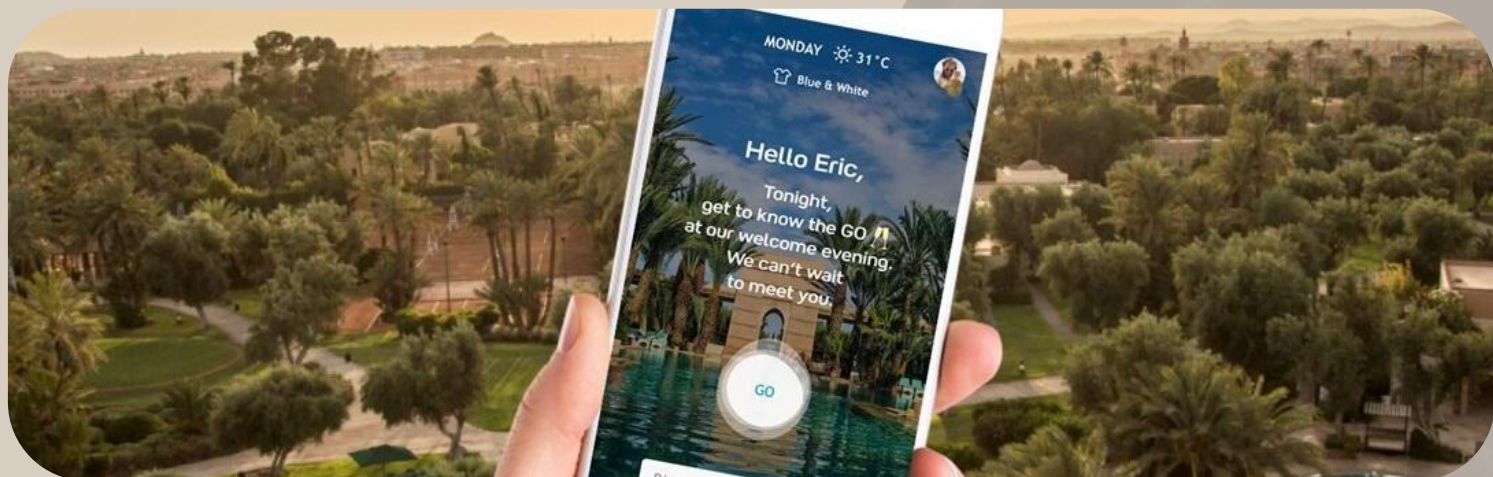 MONDAY 31°C
Blue & White
Hello Eric,
Tonight,
get to know the GO 🥂
at our welcome evening.
We can't wait
to meet you.
GO